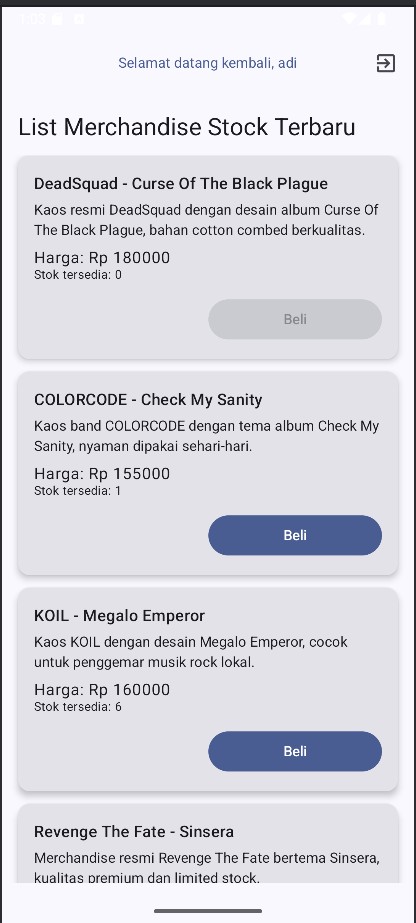 Selamat datang kembali, adi
List Merchandise Stock Terbaru
DeadSquad - Curse Of The Black Plague
Kaos resmi DeadSquad dengan desain album Curse Of
The Black Plague, bahan cotton combed berkualitas.
Harga: Rp 180000
Stok tersedia: 0
Beli
COLORCODE - Check My Sanity
Kaos band COLORCODE dengan tema album Check My
Sanity, nyaman dipakai sehari-hari.
Harga: Rp 155000
Stok tersedia: 1
Beli
KOIL - Megalo Emperor
Kaos KOIL dengan desain Megalo Emperor, cocok
untuk penggemar musik rock lokal.
Harga: Rp 160000
Stok tersedia: 6
Beli
Revenge The Fate - Sinsera
Merchandise resmi Revenge The Fate bertema Sinsera,
kualitas premium dan limited stock.